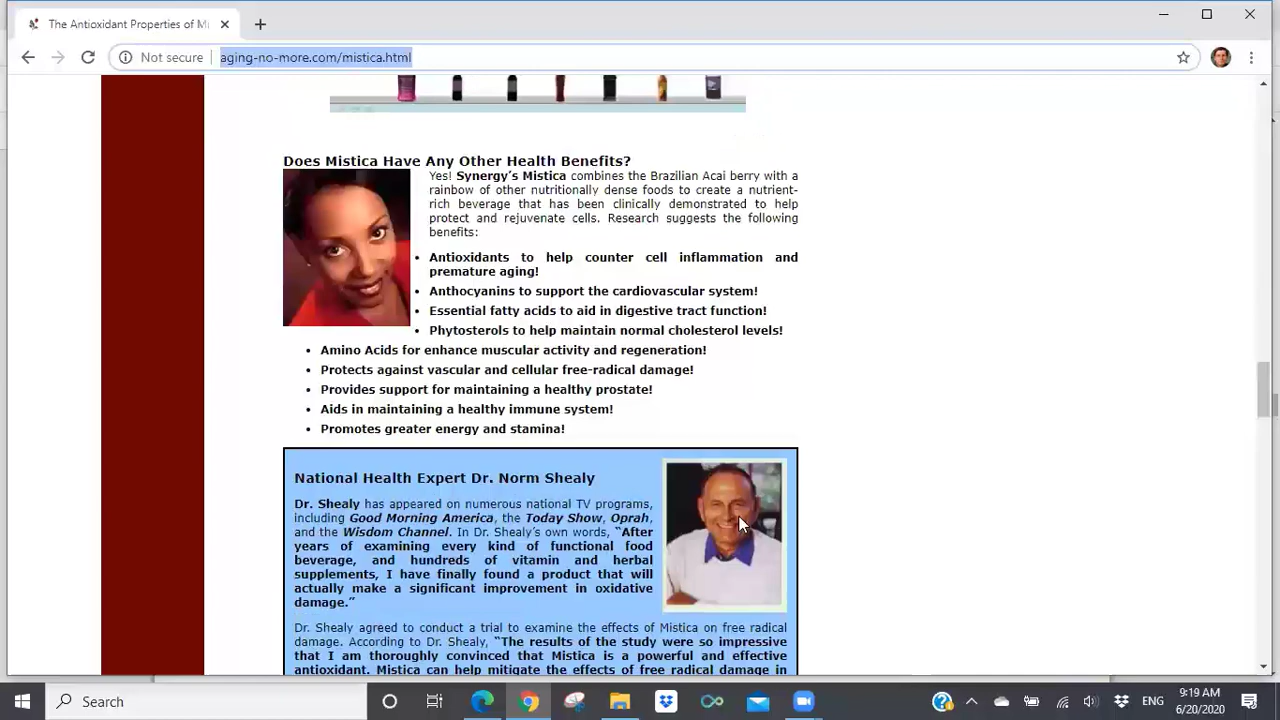 The Antioxidant Properties of M
Not secure
aging-no-more.com/mistica.html
Does Mistica Have Any Other Health Benefits?
Yes! Synergy's Mistica combines the Brazilian Acai berry with a
rainbow of other nutritionally dense foods to create a nutrient-
rich beverage that has been clinically demonstrated to help
protect and rejuvenate cells. Research suggests the following
benefits:
• Antioxidants to help counter cell inflammation and
premature aging!
• Anthocyanins to support the cardiovascular system!
• Essential fatty acids to aid in digestive tract function!
• Phytosterols to help maintain normal cholesterol levels!
• Amino Acids for enhance muscular activity and regeneration!
• Protects against vascular and cellular free-radical damage!
• Provides support for maintaining a healthy prostate!
• Aids in maintaining a healthy immune system!
• Promotes greater energy and stamina!
National Health Expert Dr. Norm Shealy
Dr. Shealy has appeared on numerous national TV programs,
including Good Morning America, the Today Show, Oprah,
and the Wisdom Channel. In Dr. Shealy's own words, "After
years of examining every kind of functional food
beverage, and hundreds of vitamin and herbal
supplements, I have finally found a product that will
actually make a significant improvement in oxidative
damage."
Dr. Shealy agreed to conduct a trial to examine the effects of Mistica on free radical
damage. According to Dr. Shealy, "The results of the study were so impressive
that I am thoroughly convinced that Mistica is a powerful and effective
antioxidant. Mistica can help mitigate the effects of free radical damage in
Search
ENG
9:19 AM
6/20/2020